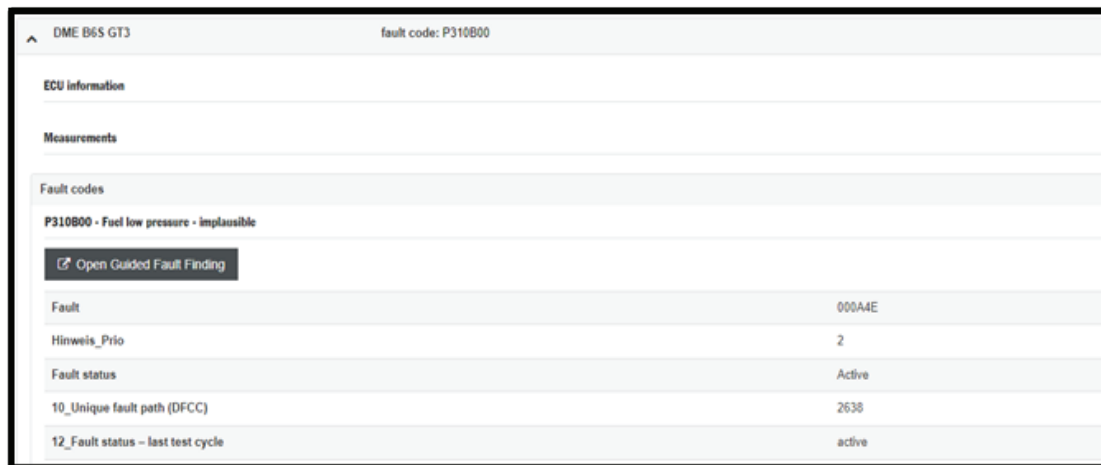 DME B6S GT3 fault code: P310B00
ECU information
Measurements
Fault codes
P310B00 - Fuel low pressure - implausible
Open Guided Fault Finding
Fault 000A4E
Hinweis_Prio 2
Fault status Active
10_Unique fault path (DFCC) 2638
12_Fault status – last test cycle active